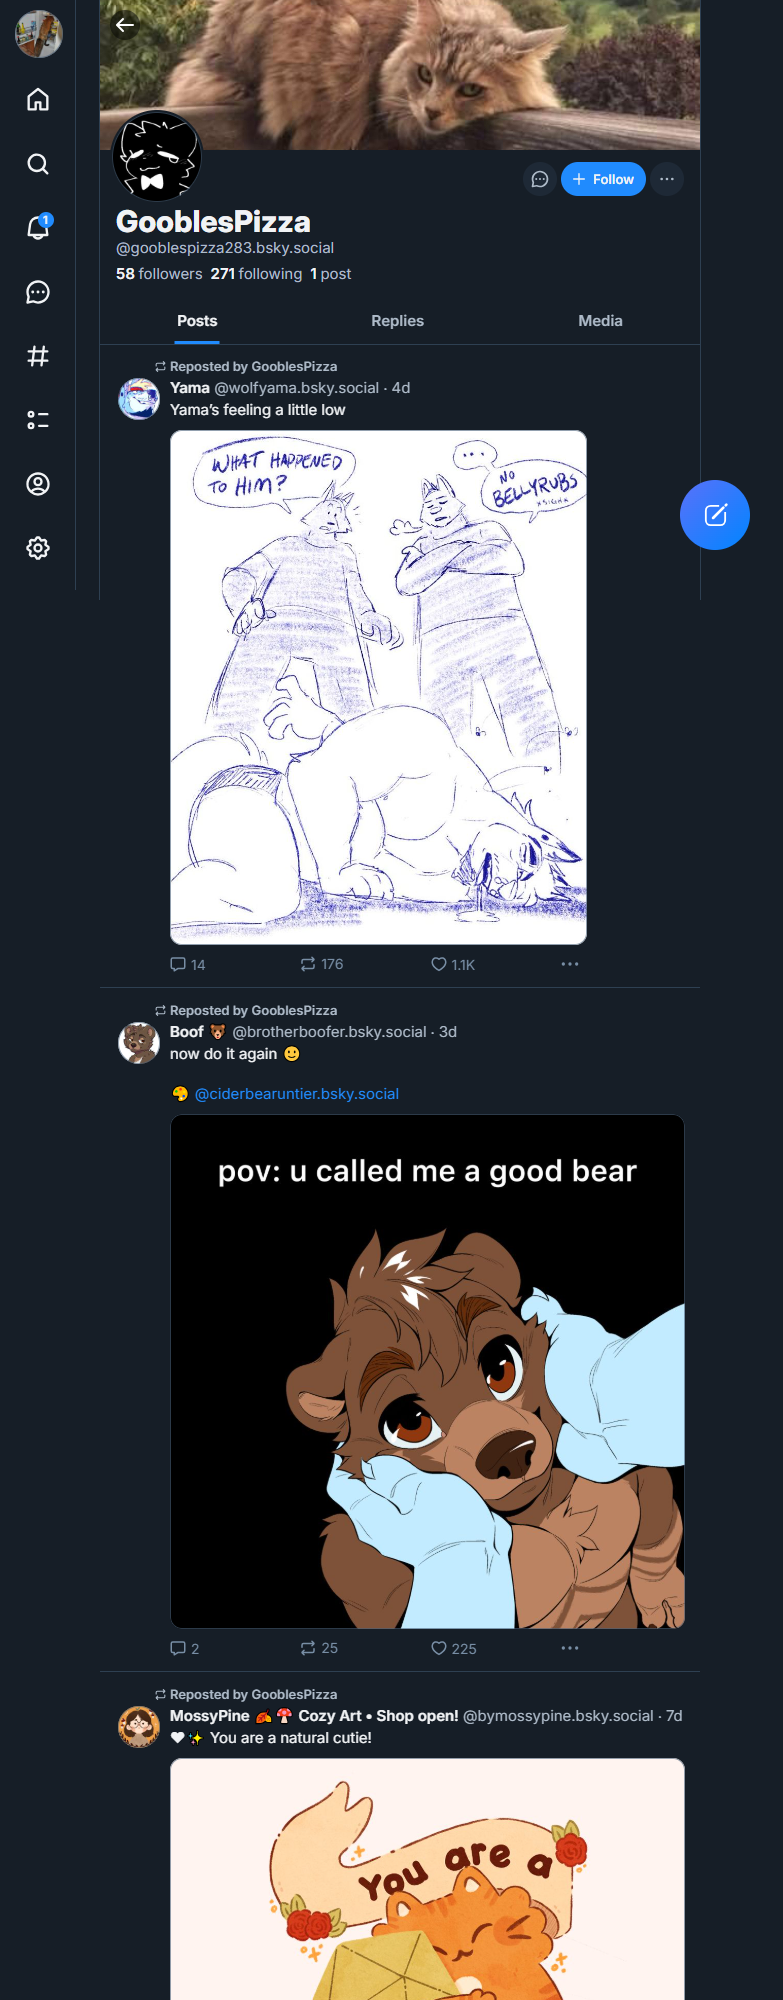 1
Follow
GooblesPizza
@gooblespizza283.bsky.social
58 followers 271 following 1 post
Posts Replies Media
Reposted by GooblesPizza
Yama @wolfyama.bsky.social · 4d
Yama's feeling a little low
WHAT HAPPENED
TO HIM?
...
NO
BELLYRUBS
*SIGH*
14 176 1.1K
Reposted by GooblesPizza
Boof 🐻 @brotherboofer.bsky.social · 3d
now do it again 🙂
🎨 @ciderbearuntier.bsky.social
pov: u called me a good bear
2 25 225
Reposted by GooblesPizza
MossyPine 🍂🍄 Cozy Art • Shop open! @bymossypine.bsky.social · 7d
🤍✨ You are a natural cutie!
You are a